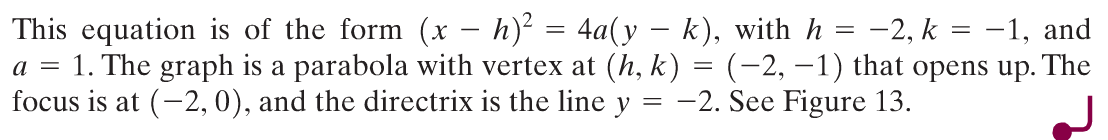 This equation is of the form (x − h)² = 4a(y − k), with h = −2, k = −1, and
a = 1. The graph is a parabola with vertex at (h, k) = (−2, −1) that opens up. The
focus is at (−2, 0), and the directrix is the line y = −2. See Figure 13.